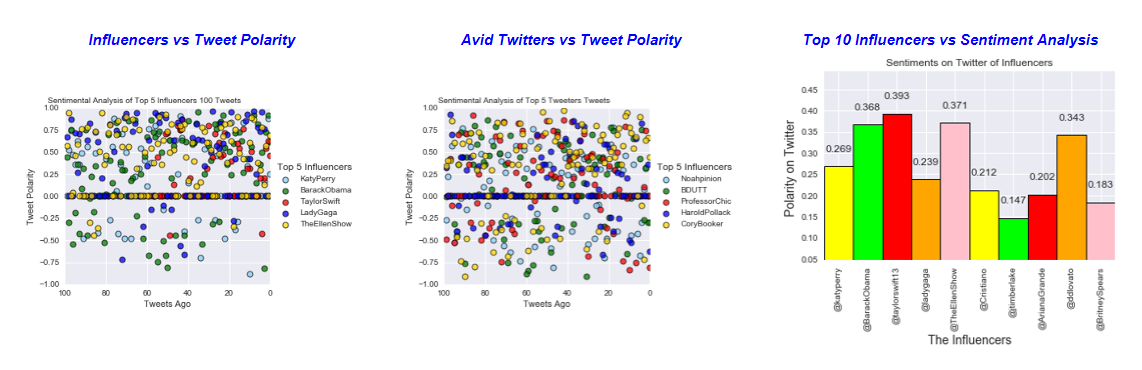 Influencers vs Tweet Polarity
Sentimental Analysis of Top 5 Influencers 100 Tweets
1.00
0.75
0.50
0.25
0.00
−0.25
−0.50
−0.75
−1.00
Tweet Polarity
100
80
60
40
20
0
Tweets Ago
Top 5 Influencers
KatyPerry
BarackObama
TaylorSwift
LadyGaga
TheEllenShow
Avid Twitters vs Tweet Polarity
Sentimental Analysis of Top 5 Tweeters Tweets
1.00
0.75
0.50
0.25
0.00
−0.25
−0.50
−0.75
−1.00
Tweet Polarity
100
80
60
40
20
0
Tweets Ago
Top 5 Influencers
Noahpinion
BDUTT
ProfessorChic
HaroldPollack
CoryBooker
Top 10 Influencers vs Sentiment Analysis
Sentiments on Twitter of Influencers
0.45
0.40
0.35
0.30
0.25
0.20
0.15
0.10
0.05
Polarity on Twitter
0.269
0.368
0.393
0.239
0.371
0.212
0.147
0.202
0.343
0.183
@katyperry
@BarackObama
@taylorswift13
@ladygaga
@TheEllenShow
@Cristiano
@jtimberlake
@ArianaGrande
@ddlovato
@BritneySpears
The Influencers